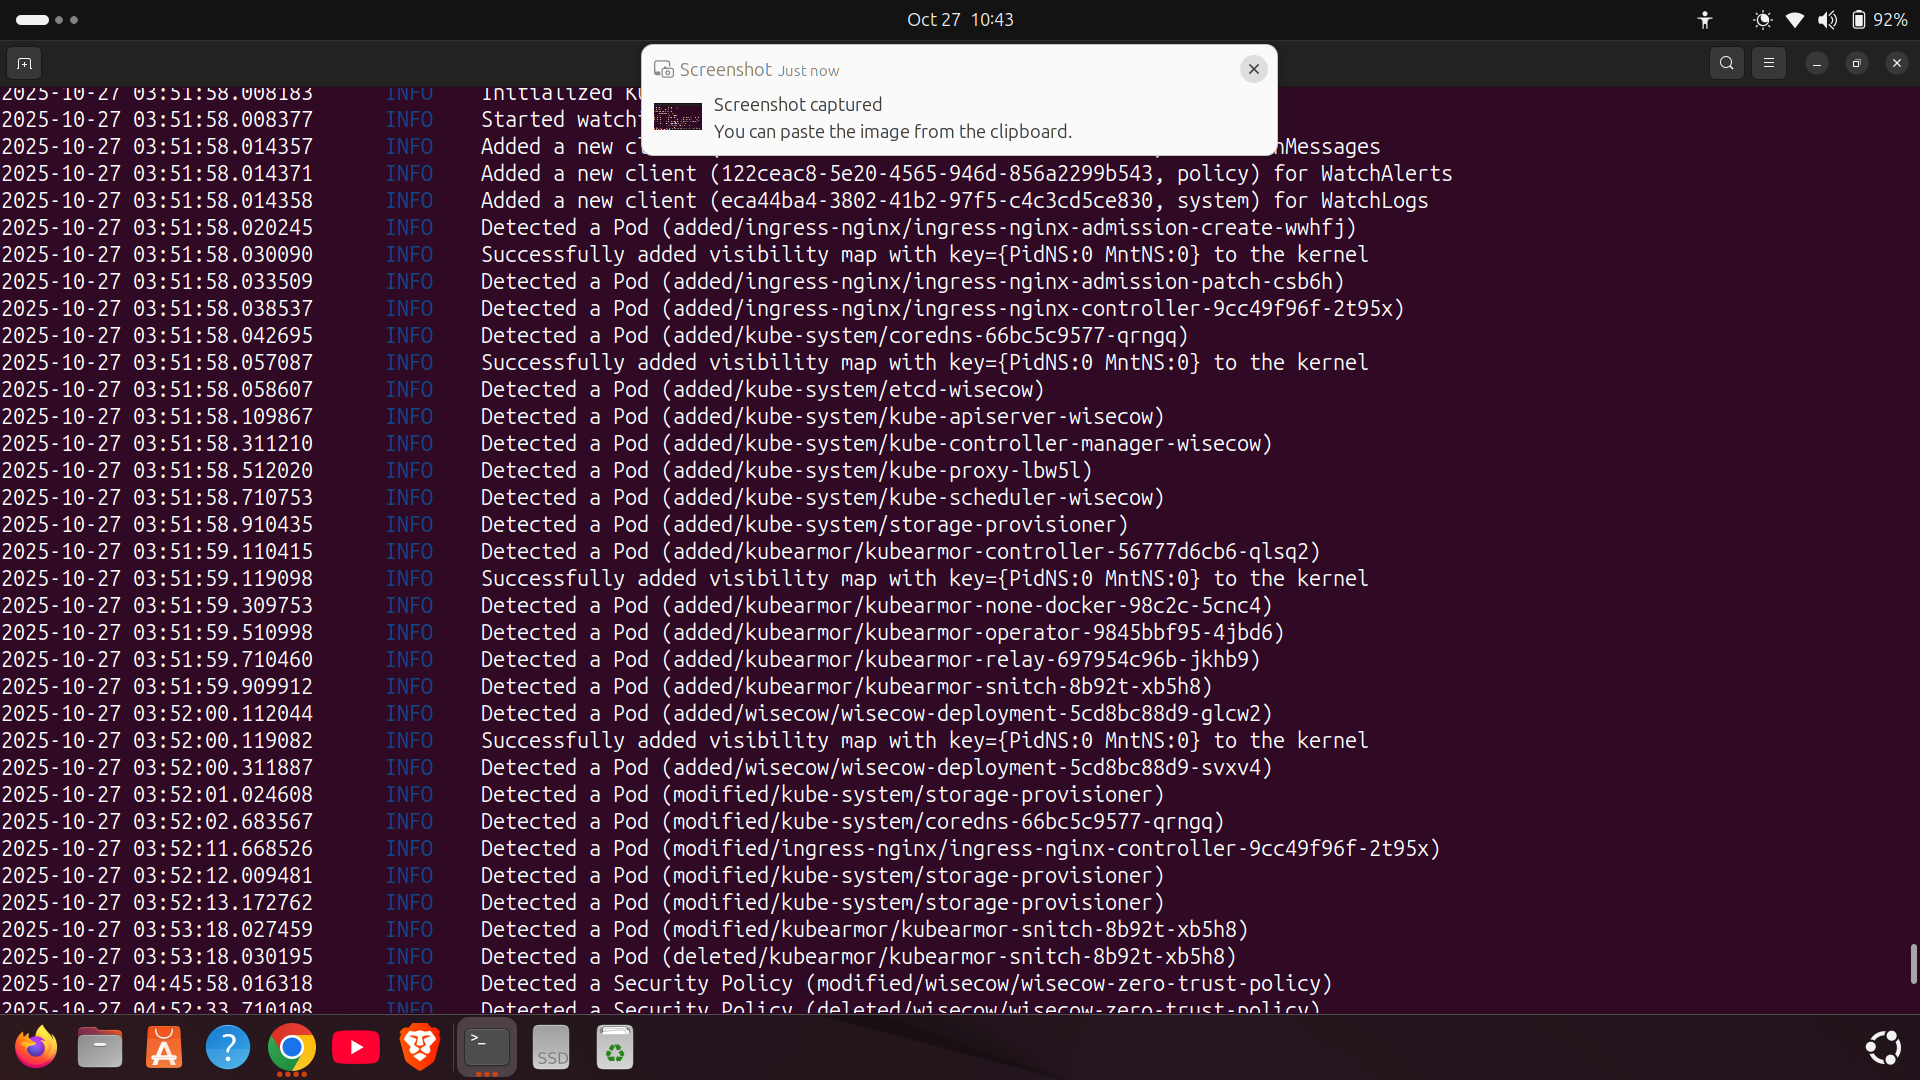 Oct 27 10:43
92%
Screenshot Just now
Screenshot captured
You can paste the image from the clipboard.
2025-10-27 03:51:58.008183 INFO Initialized
2025-10-27 03:51:58.008377 INFO Started
2025-10-27 03:51:58.014357 INFO Added a new
2025-10-27 03:51:58.014371 INFO Added a new client (122ceac8-5e20-4565-946d-856a2299b543, policy) for WatchAlerts
2025-10-27 03:51:58.014358 INFO Added a new client (eca44ba4-3802-41b2-97f5-c4c3cd5ce830, system) for WatchLogs
2025-10-27 03:51:58.020245 INFO Detected a Pod (added/ingress-nginx/ingress-nginx-admission-create-wwhfj)
2025-10-27 03:51:58.030090 INFO Successfully added visibility map with key={PidNS:0 MntNS:0} to the kernel
2025-10-27 03:51:58.033509 INFO Detected a Pod (added/ingress-nginx/ingress-nginx-admission-patch-csb6h)
2025-10-27 03:51:58.038537 INFO Detected a Pod (added/ingress-nginx/ingress-nginx-controller-9cc49f96f-2t95x)
2025-10-27 03:51:58.042695 INFO Detected a Pod (added/kube-system/coredns-66bc5c9577-qrngq)
2025-10-27 03:51:58.057087 INFO Successfully added visibility map with key={PidNS:0 MntNS:0} to the kernel
2025-10-27 03:51:58.058607 INFO Detected a Pod (added/kube-system/etcd-wisecow)
2025-10-27 03:51:58.109867 INFO Detected a Pod (added/kube-system/kube-apiserver-wisecow)
2025-10-27 03:51:58.311210 INFO Detected a Pod (added/kube-system/kube-controller-manager-wisecow)
2025-10-27 03:51:58.512020 INFO Detected a Pod (added/kube-system/kube-proxy-lbw5l)
2025-10-27 03:51:58.710753 INFO Detected a Pod (added/kube-system/kube-scheduler-wisecow)
2025-10-27 03:51:58.910435 INFO Detected a Pod (added/kube-system/storage-provisioner)
2025-10-27 03:51:59.110415 INFO Detected a Pod (added/kubearmor/kubearmor-controller-56777d6cb6-qlsq2)
2025-10-27 03:51:59.119098 INFO Successfully added visibility map with key={PidNS:0 MntNS:0} to the kernel
2025-10-27 03:51:59.309753 INFO Detected a Pod (added/kubearmor/kubearmor-none-docker-98c2c-5cnc4)
2025-10-27 03:51:59.510998 INFO Detected a Pod (added/kubearmor/kubearmor-operator-9845bbf95-4jbd6)
2025-10-27 03:51:59.710460 INFO Detected a Pod (added/kubearmor/kubearmor-relay-697954c96b-jkhb9)
2025-10-27 03:51:59.909912 INFO Detected a Pod (added/kubearmor/kubearmor-snitch-8b92t-xb5h8)
2025-10-27 03:52:00.112044 INFO Detected a Pod (added/wisecow/wisecow-deployment-5cd8bc88d9-glcw2)
2025-10-27 03:52:00.119082 INFO Successfully added visibility map with key={PidNS:0 MntNS:0} to the kernel
2025-10-27 03:52:00.311887 INFO Detected a Pod (added/wisecow/wisecow-deployment-5cd8bc88d9-svxv4)
2025-10-27 03:52:01.024608 INFO Detected a Pod (modified/kube-system/storage-provisioner)
2025-10-27 03:52:02.683567 INFO Detected a Pod (modified/kube-system/coredns-66bc5c9577-qrngq)
2025-10-27 03:52:11.668526 INFO Detected a Pod (modified/ingress-nginx/ingress-nginx-controller-9cc49f96f-2t95x)
2025-10-27 03:52:12.009481 INFO Detected a Pod (modified/kube-system/storage-provisioner)
2025-10-27 03:52:13.172762 INFO Detected a Pod (modified/kube-system/storage-provisioner)
2025-10-27 03:53:18.027459 INFO Detected a Pod (modified/kubearmor/kubearmor-snitch-8b92t-xb5h8)
2025-10-27 03:53:18.030195 INFO Detected a Pod (deleted/kubearmor/kubearmor-snitch-8b92t-xb5h8)
2025-10-27 04:45:58.016318 INFO Detected a Security Policy (modified/wisecow/wisecow-zero-trust-policy)
2025-10-27 04:52:33.710108 INFO Detected a Security Policy (deleted/wisecow/wisecow-zero-trust-policy)
SSD